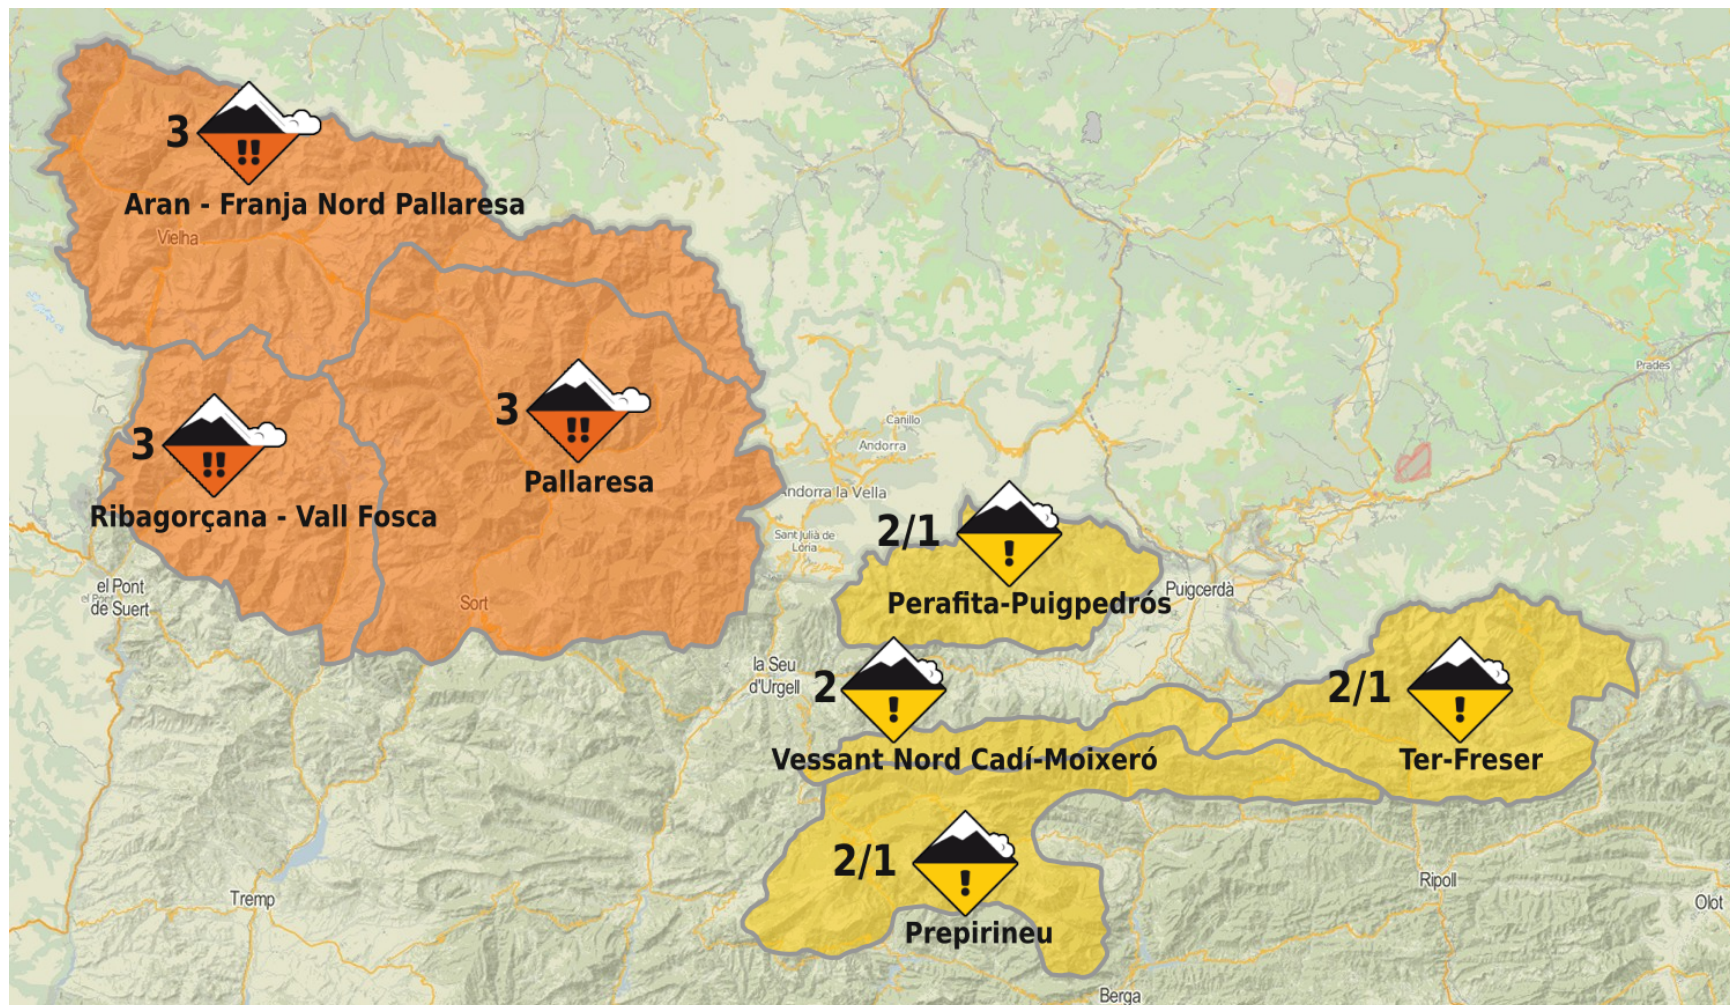 3
!!
Aran - Franja Nord Pallaresa
Vielha
Prades
3
!!
Pallaresa
Canillo
Andorra
3
!!
Ribagorçana - Vall Fosca
Andorra la Vella
2/1
!
Sant Julià de
Lòria
el Pont
de Suert
Perafita-Puigpedrós
Puigcerdà
Sort
la Seu
d'Urgell
2
!
Vessant Nord Cadí-Moixeró
2/1
!
Ter-Freser
2/1
!
Prepirineu
Tremp
Ripoll
Olot
Berga